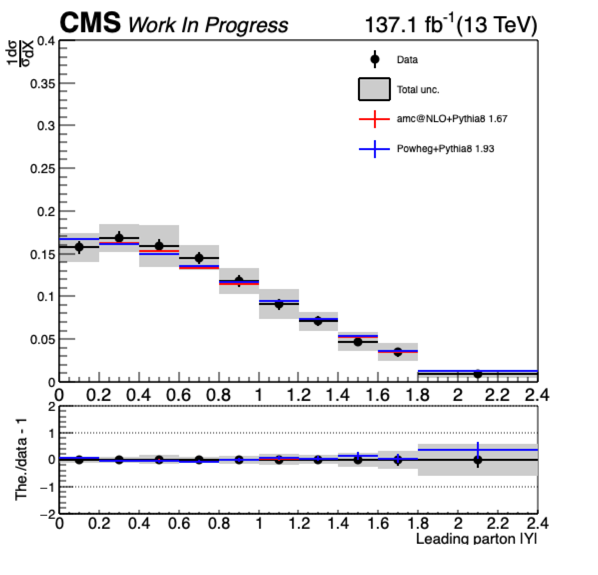 CMS Work In Progress 137.1 fb-1(13 TeV)
1 dσ
σ dX
0.4
0.35
0.3
0.25
0.2
0.15
0.1
0.05
0
Data
Total unc.
amc@NLO+Pythia8 1.67
Powheg+Pythia8 1.93
0 0.2 0.4 0.6 0.8 1 1.2 1.4 1.6 1.8 2 2.2 2.4
The./data - 1
2
1
0
−1
−2
0 0.2 0.4 0.6 0.8 1 1.2 1.4 1.6 1.8 2 2.2 2.4
Leading parton |Y|